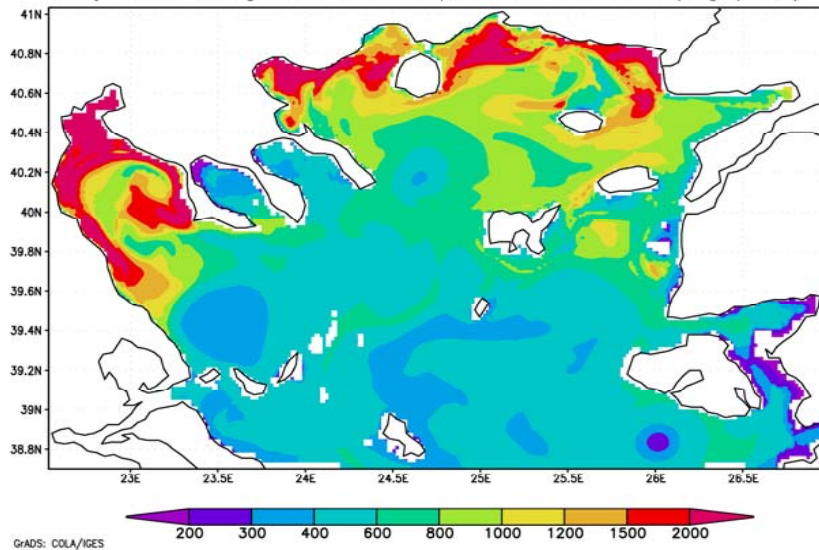 41N
40.8N
40.6N
40.4N
40.2N
40N
39.8N
39.6N
39.4N
39.2N
39N
38.8N
23E 23.5E 24E 24.5E 25E 25.5E 26E 26.5E
200 300 400 600 800 1000 1200 1500 2000
GrADS: COLA/IGES